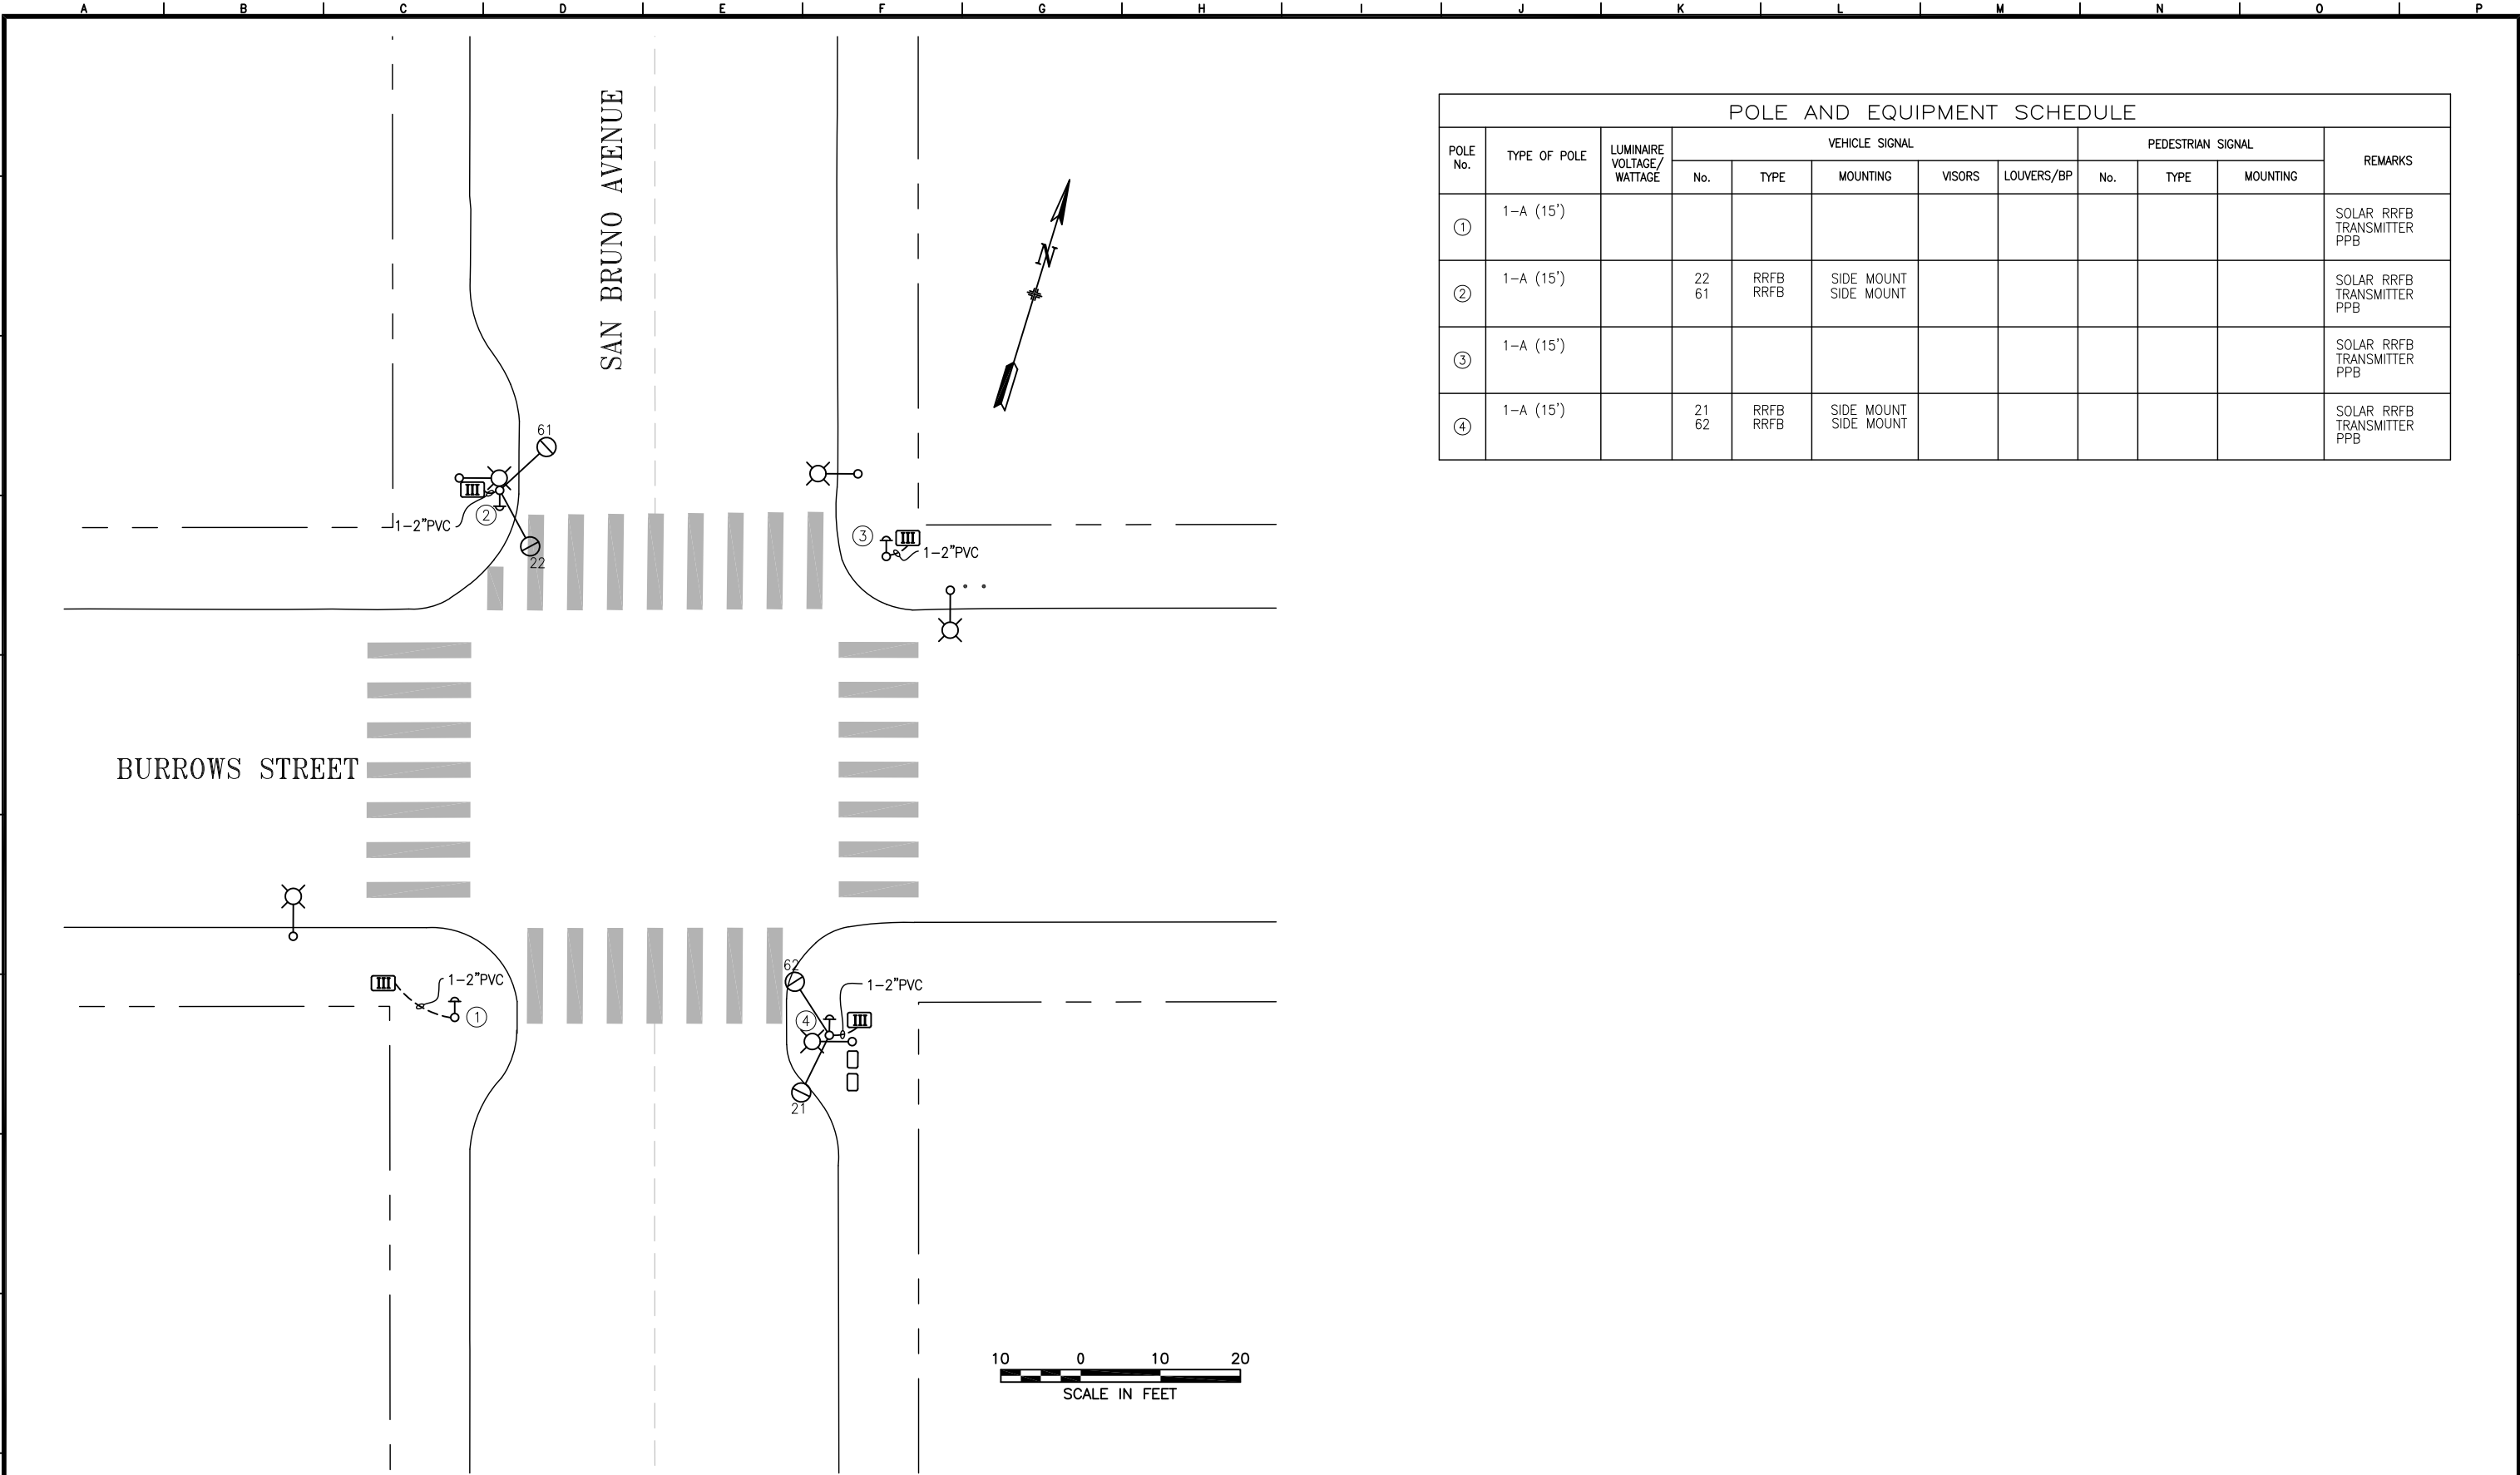 A B C D E F G H I J K L M N O P
SAN BRUNO AVENUE
N
POLE AND EQUIPMENT SCHEDULE
POLE No.
TYPE OF POLE
LUMINAIRE VOLTAGE/ WATTAGE
VEHICLE SIGNAL
PEDESTRIAN SIGNAL
REMARKS
No. TYPE MOUNTING VISORS LOUVERS/BP No. TYPE MOUNTING
1 1-A (15') SOLAR RRFB
TRANSMITTER
PPB
2 1-A (15') 22 RRFB SIDE MOUNT SOLAR RRFB
61 RRFB SIDE MOUNT TRANSMITTER
PPB
3 1-A (15') SOLAR RRFB
TRANSMITTER
PPB
4 1-A (15') 21 RRFB SIDE MOUNT SOLAR RRFB
62 RRFB SIDE MOUNT TRANSMITTER
PPB
61
III
2
1-2"PVC
22
3
III
1-2"PVC
BURROWS STREET
III
1-2"PVC
1
62
1-2"PVC
4
III
21
10 0 10 20
SCALE IN FEET